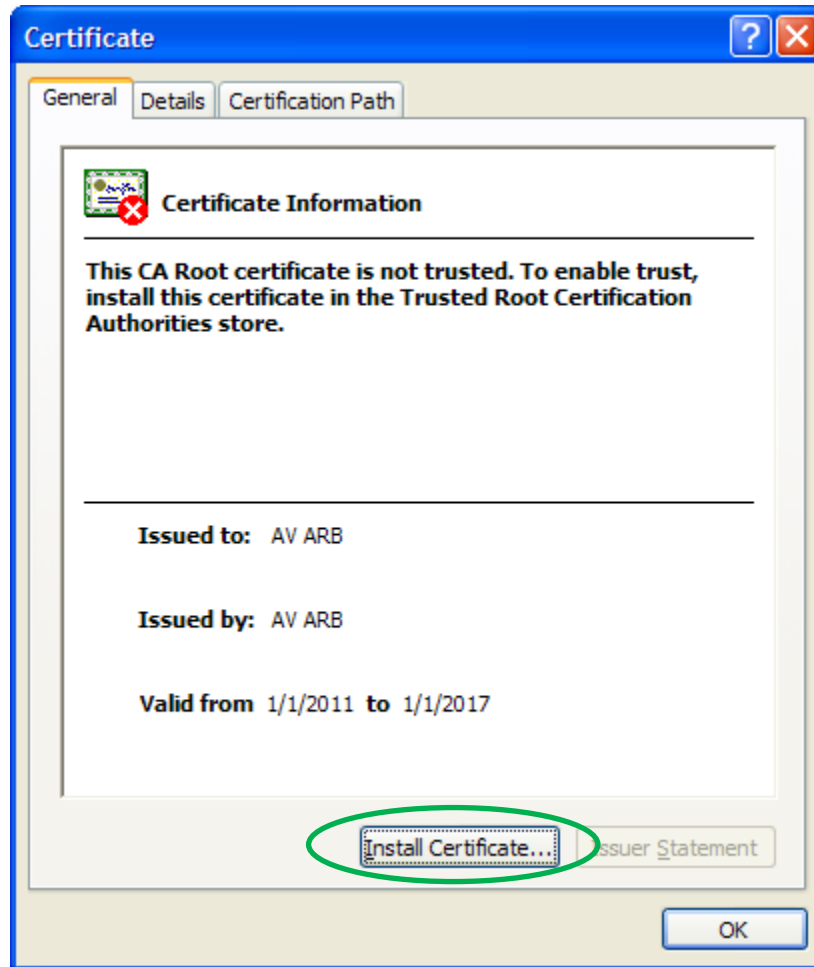 Certificate
General Details Certification Path
Certificate Information
This CA Root certificate is not trusted. To enable trust,
install this certificate in the Trusted Root Certification
Authorities store.
Issued to: AV ARB
Issued by: AV ARB
Valid from 1/1/2011 to 1/1/2017
Install Certificate... Issuer Statement
OK